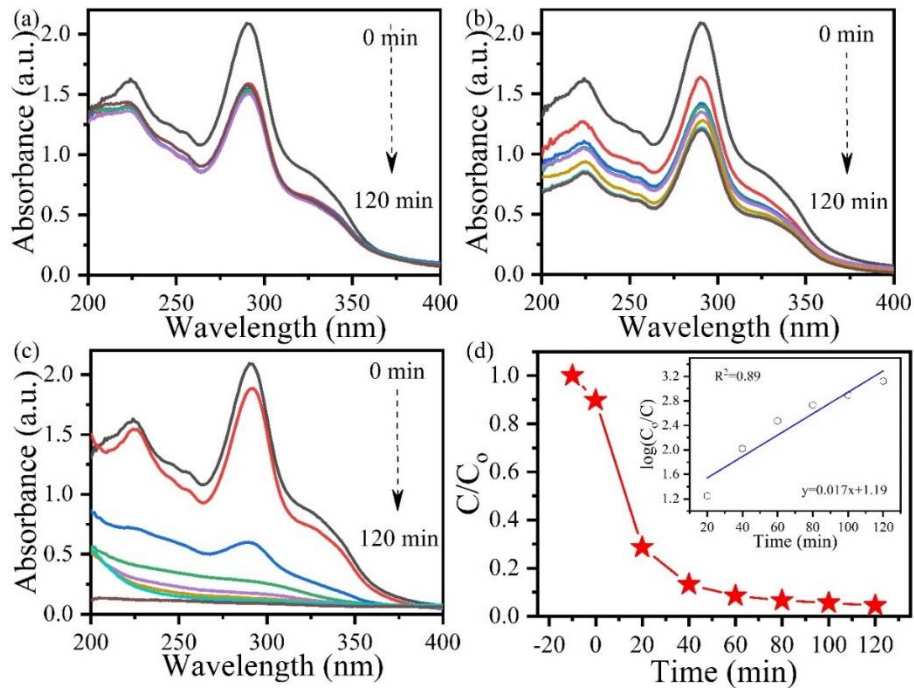 (a)
0 min
120 min
Absorbance (a.u.)
2.0
1.5
1.0
0.5
0.0
200 250 300 350 400
Wavelength (nm)
(b)
0 min
120 min
Absorbance (a.u.)
2.0
1.5
1.0
0.5
0.0
200 250 300 350 400
Wavelength (nm)
(c)
0 min
120 min
Absorbance (a.u.)
2.0
1.5
1.0
0.5
0.0
200 250 300 350 400
Wavelength (nm)
(d)
C/Co
1.0
0.8
0.6
0.4
0.2
0.0
-20 0 20 40 60 80 100 120
Time (min)
R²=0.89
y=0.017x+1.19
log(Co/C)
3.2
2.8
2.4
2.0
1.6
1.2
20 40 60 80 100 120
Time (min)